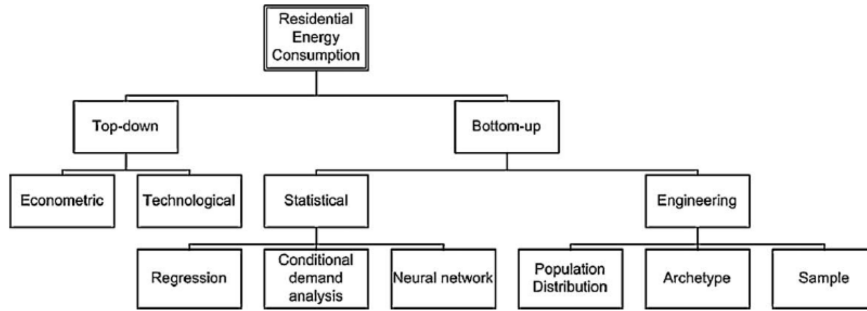 Residential
Energy
Consumption
Top-down
Bottom-up
Econometric
Technological
Statistical
Engineering
Regression
Conditional
demand
analysis
Neural network
Population
Distribution
Archetype
Sample